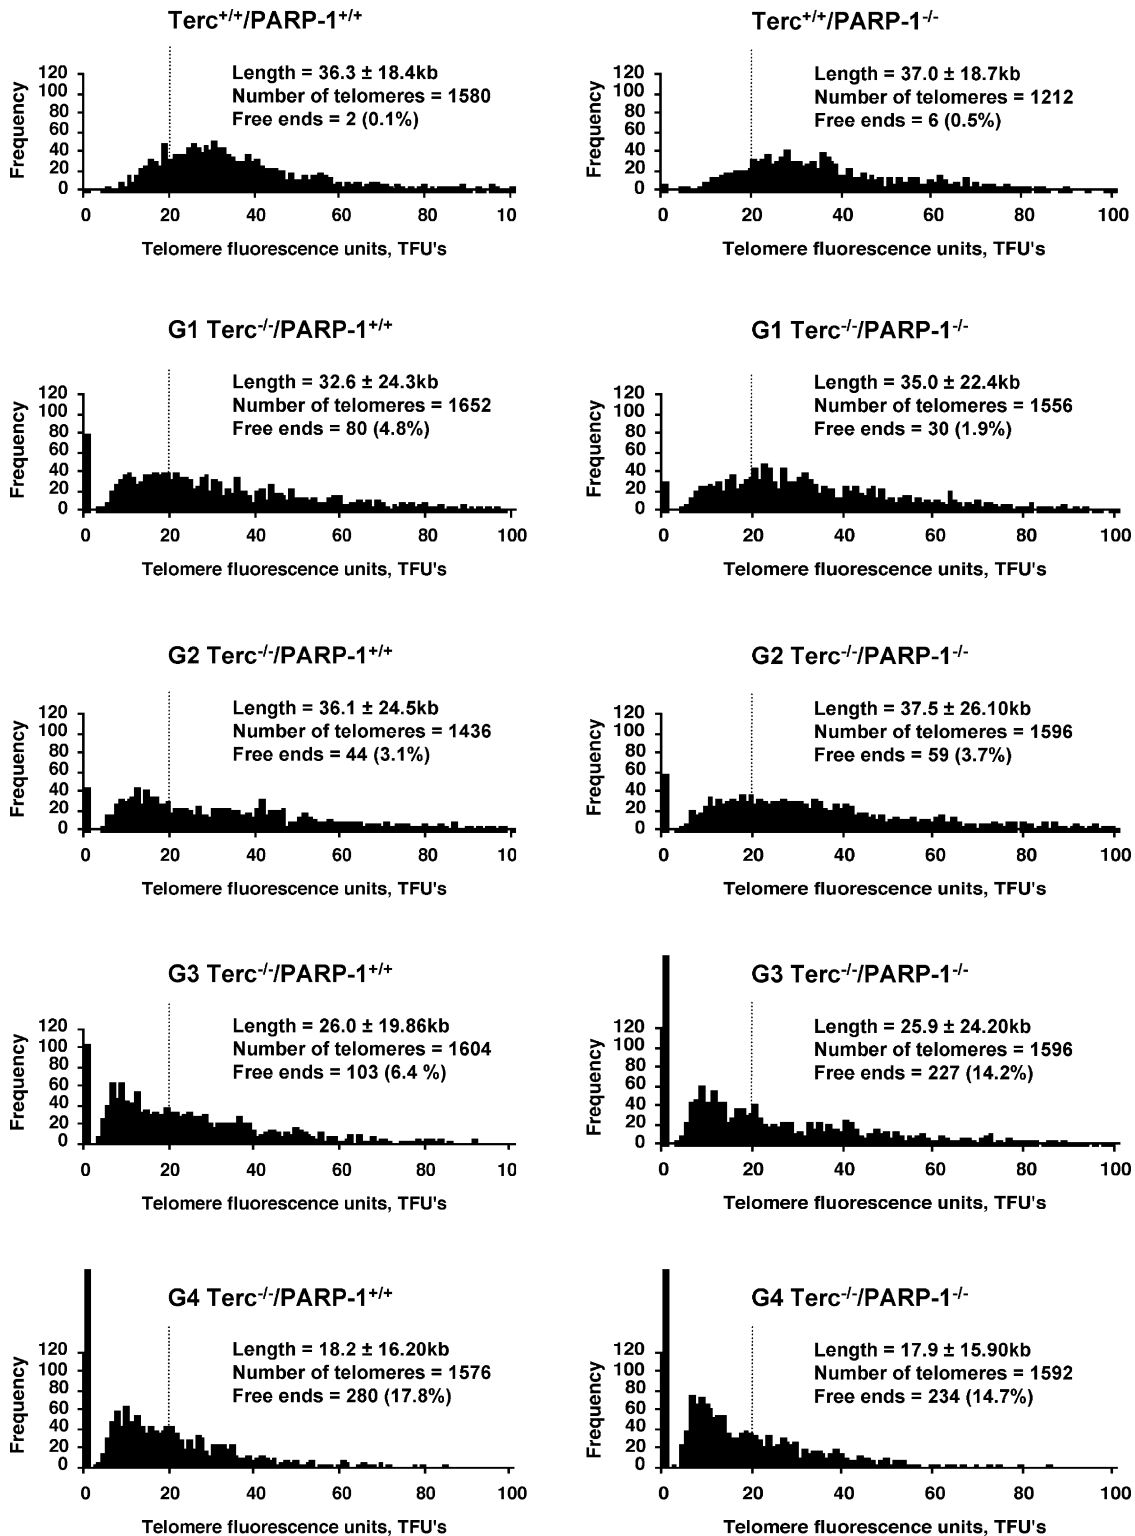 Terc+/+/PARP-1+/+
Length = 36.3 ± 18.4kb
Number of telomeres = 1580
Free ends = 2 (0.1%)
Frequency
120
100
80
60
40
20
0
0 20 40 60 80 10
Telomere fluorescence units, TFU's
Terc+/+/PARP-1-/-
Length = 37.0 ± 18.7kb
Number of telomeres = 1212
Free ends = 6 (0.5%)
Frequency
120
100
80
60
40
20
0
0 20 40 60 80 100
Telomere fluorescence units, TFU's
G1 Terc-/-/PARP-1+/+
Length = 32.6 ± 24.3kb
Number of telomeres = 1652
Free ends = 80 (4.8%)
Frequency
120
100
80
60
40
20
0
0 20 40 60 80 100
Telomere fluorescence units, TFU's
G1 Terc-/-/PARP-1-/-
Length = 35.0 ± 22.4kb
Number of telomeres = 1556
Free ends = 30 (1.9%)
Frequency
120
100
80
60
40
20
0
0 20 40 60 80 100
Telomere fluorescence units, TFU's
G2 Terc-/-/PARP-1+/+
Length = 36.1 ± 24.5kb
Number of telomeres = 1436
Free ends = 44 (3.1%)
Frequency
120
100
80
60
40
20
0
0 20 40 60 80 10
Telomere fluorescence units, TFU's
G2 Terc-/-/PARP-1-/-
Length = 37.5 ± 26.10kb
Number of telomeres = 1596
Free ends = 59 (3.7%)
Frequency
120
100
80
60
40
20
0
0 20 40 60 80 100
Telomere fluorescence units, TFU's
G3 Terc-/-/PARP-1+/+
Length = 26.0 ± 19.86kb
Number of telomeres = 1604
Free ends = 103 (6.4 %)
Frequency
120
100
80
60
40
20
0
0 20 40 60 80 10
Telomere fluorescence units, TFU's
G3 Terc-/-/PARP-1-/-
Length = 25.9 ± 24.20kb
Number of telomeres = 1596
Free ends = 227 (14.2%)
Frequency
120
100
80
60
40
20
0
0 20 40 60 80 100
Telomere fluorescence units, TFU's
G4 Terc-/-/PARP-1+/+
Length = 18.2 ± 16.20kb
Number of telomeres = 1576
Free ends = 280 (17.8%)
Frequency
120
100
80
60
40
20
0
0 20 40 60 80 100
Telomere fluorescence units, TFU's
G4 Terc-/-/PARP-1-/-
Length = 17.9 ± 15.90kb
Number of telomeres = 1592
Free ends = 234 (14.7%)
Frequency
120
100
80
60
40
20
0
0 20 40 60 80 100
Telomere fluorescence units, TFU's